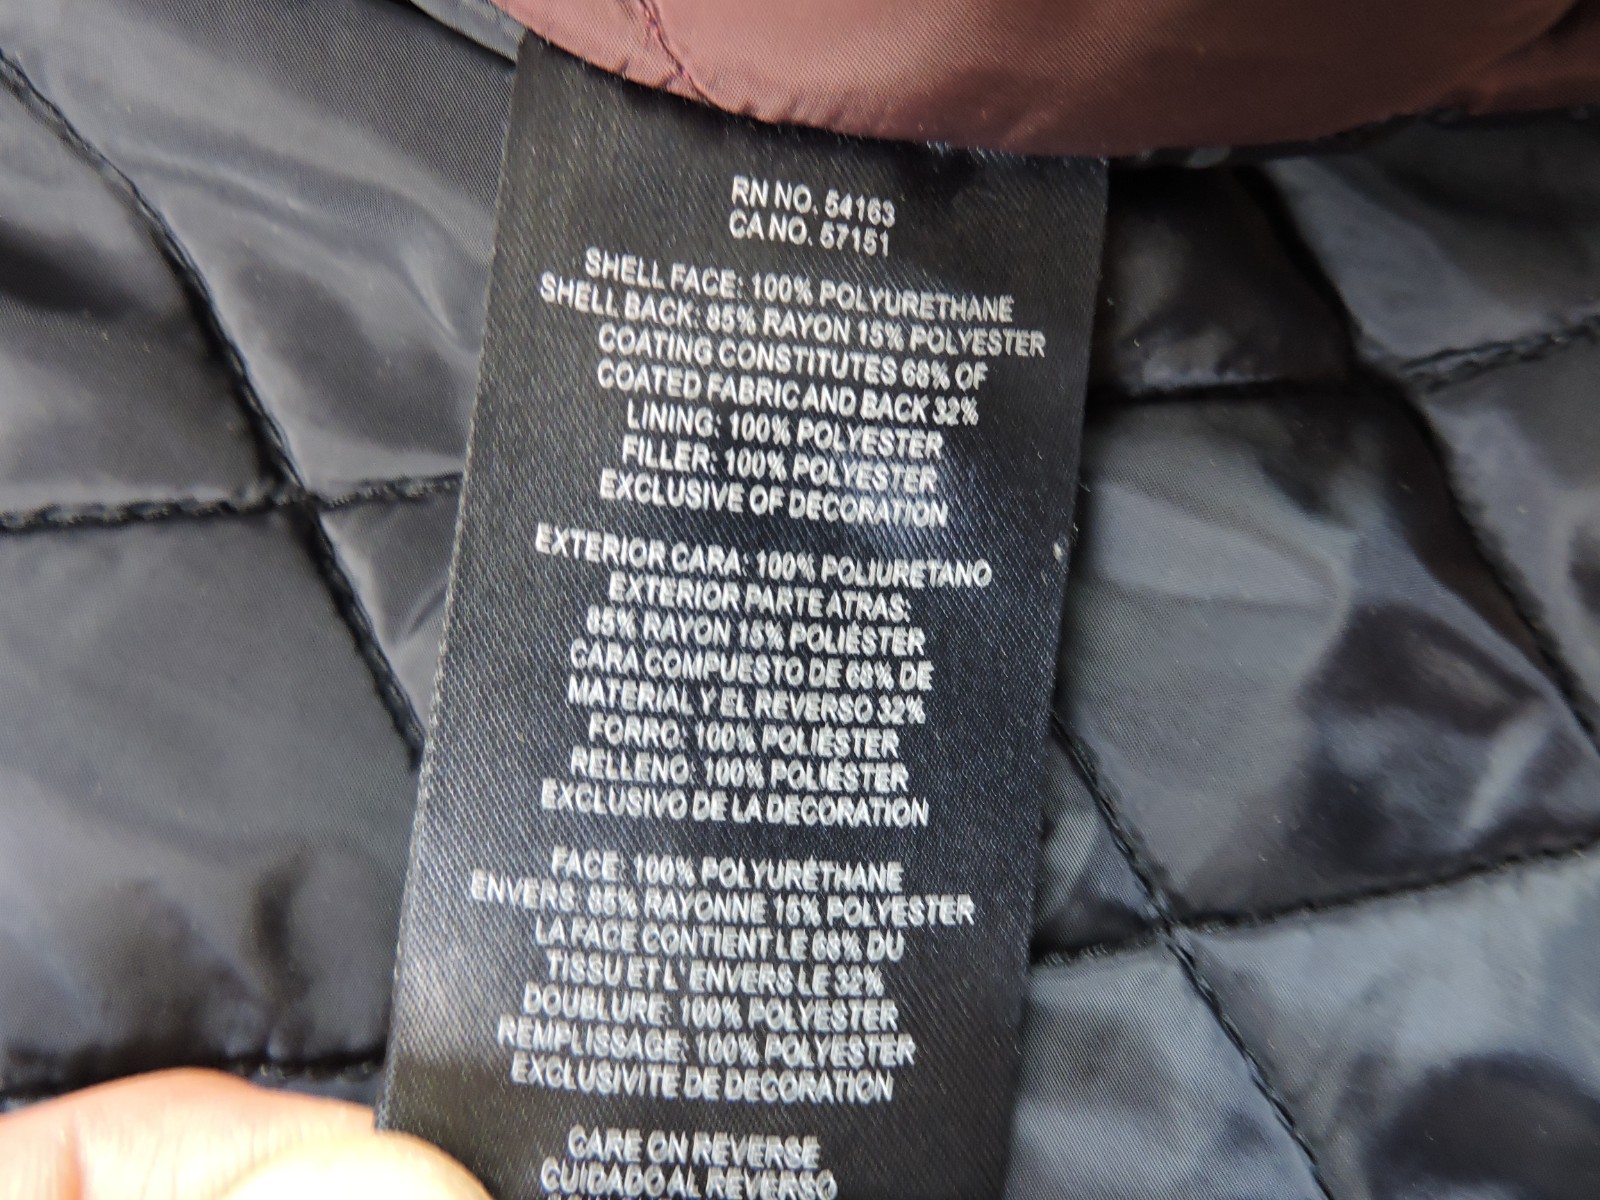 RN NO. 54163
CA NO. 57151
SHELL FACE: 100% POLYURETHANE
SHELL BACK: 85% RAYON 15% POLYESTER
COATING CONSTITUTES 68% OF
COATED FABRIC AND BACK 32%
LINING: 100% POLYESTER
FILLER: 100% POLYESTER
EXCLUSIVE OF DECORATION
EXTERIOR CARA: 100% POLIURETANO
EXTERIOR PARTE ATRAS:
85% RAYON 15% POLIÉSTER
CARA COMPUESTO DE 68% DE
MATERIAL Y EL REVERSO 32%
FORRO: 100% POLIÉSTER
RELLENO: 100% POLIÉSTER
EXCLUSIVO DE LA DECORATION
FACE: 100% POLYURÉTHANE
ENVERS: 85% RAYONNE 15% POLYESTER
LA FACE CONTIENT LE 68% DU
TISSU ET L' ENVERS LE 32%
DOUBLURE: 100% POLYESTER
REMPLISSAGE: 100% POLYESTER
EXCLUSIVITE DE DECORATION
CARE ON REVERSE
CUIDADO AL REVERSO